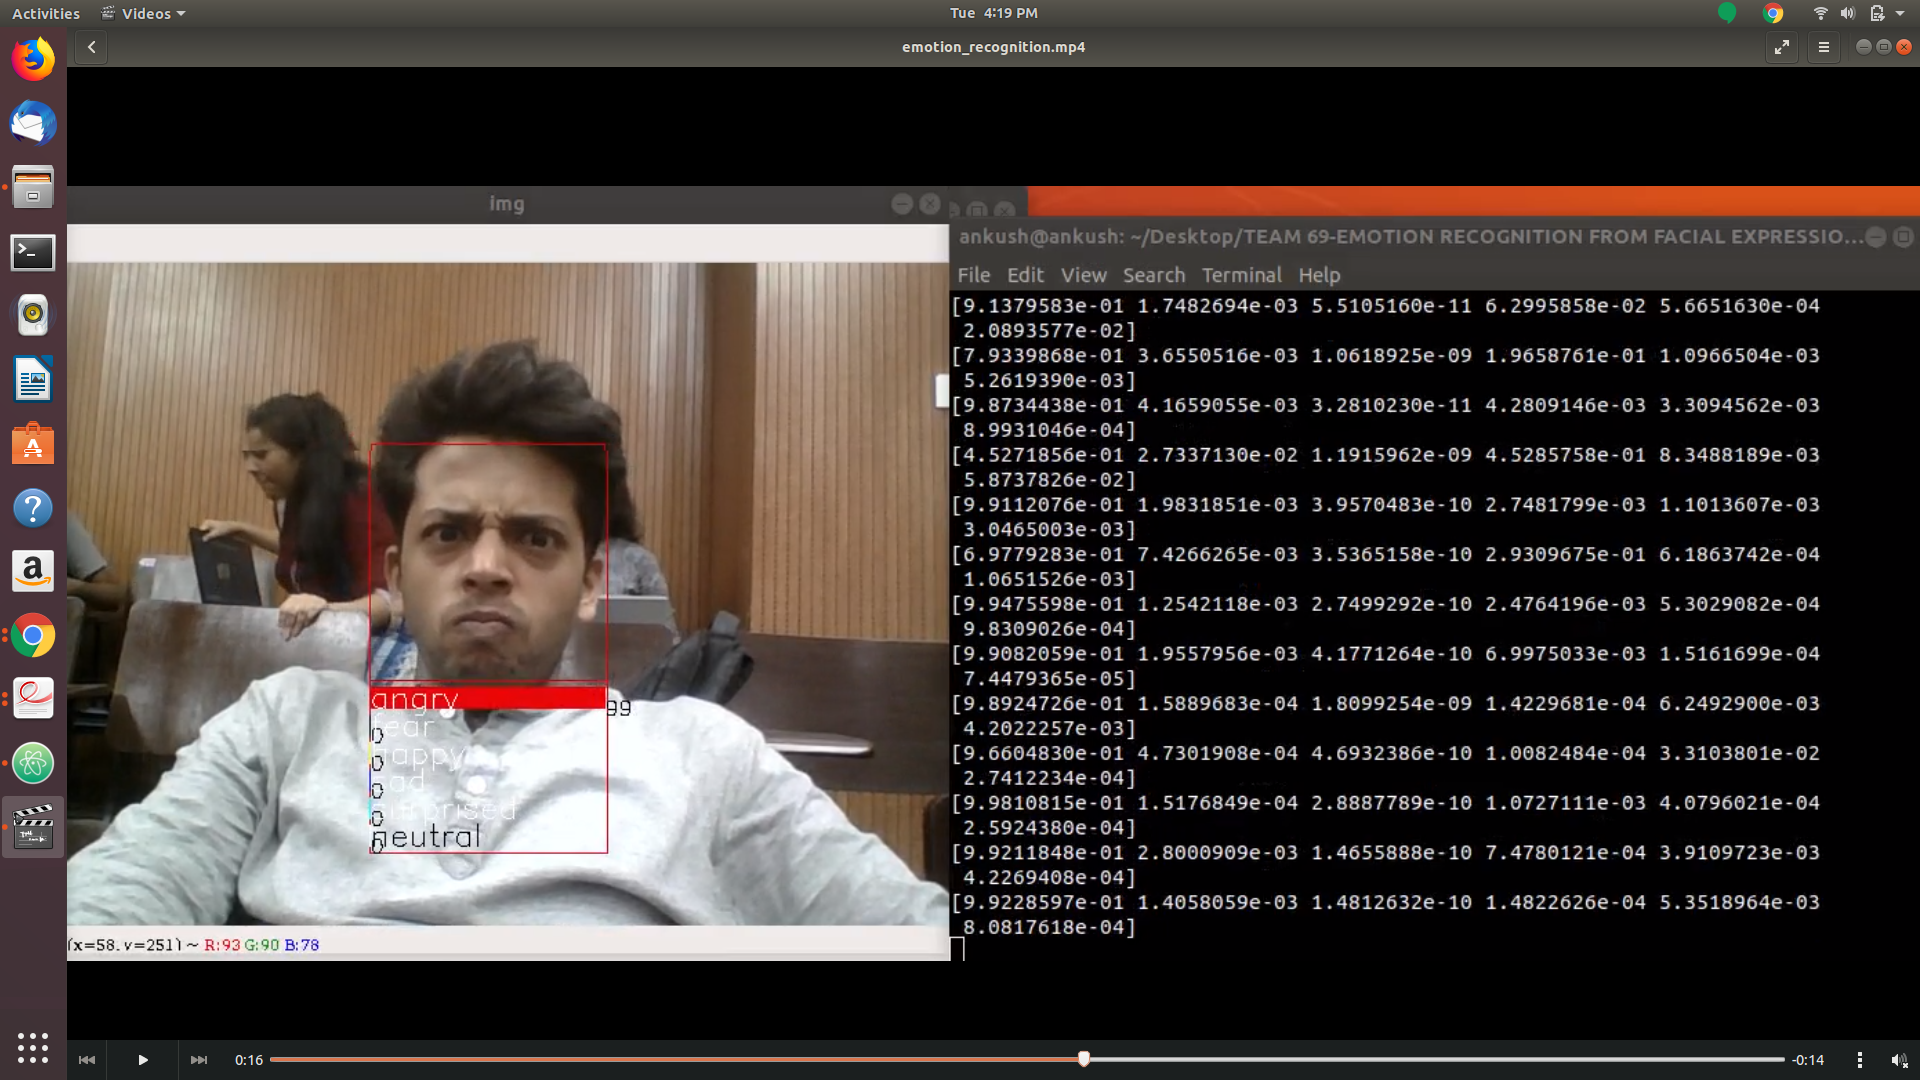 Activities
Videos
Tue 4:19 PM
emotion_recognition.mp4
img
ankush@ankush: ~/Desktop/TEAM 69-EMOTION RECOGNITION FROM FACIAL EXPRESSIO...
File Edit View Search Terminal Help
[9.1379583e-01 1.7482694e-03 5.5105160e-11 6.2995858e-02 5.6651630e-04
2.0893577e-02]
[7.9339868e-01 3.6550516e-03 1.0618925e-09 1.9658761e-01 1.0966504e-03
5.2619390e-03]
[9.8734438e-01 4.1659055e-03 3.2810230e-11 4.2809146e-03 3.3094562e-03
8.9931046e-04]
[4.5271856e-01 2.7337130e-02 1.1915962e-09 4.5285758e-01 8.3488189e-03
5.8737826e-02]
[9.9112076e-01 1.9831851e-03 3.9570483e-10 2.7481799e-03 1.1013607e-03
3.0465003e-03]
[6.9779283e-01 7.4266265e-03 3.5365158e-10 2.9309675e-01 6.1863742e-04
1.0651526e-03]
[9.9475598e-01 1.2542118e-03 2.7499292e-10 2.4764196e-03 5.3029082e-04
9.8309026e-04]
[9.9082059e-01 1.9557956e-03 4.1771264e-10 6.9975033e-03 1.5161699e-04
7.4479365e-05]
[9.8924726e-01 1.5889683e-04 1.8099254e-09 1.4229681e-04 6.2492900e-03
4.2022257e-03]
[9.6604830e-01 4.7301908e-04 4.6932386e-10 1.0082484e-04 3.3103801e-02
2.7412234e-04]
[9.9810815e-01 1.5176849e-04 2.8887789e-10 1.0727111e-03 4.0796021e-04
2.5924380e-04]
[9.9211848e-01 2.8000909e-03 1.4655888e-10 7.4780121e-04 3.9109723e-03
4.2269408e-04]
[9.9228597e-01 1.4058059e-03 1.4812632e-10 1.4822626e-04 5.3518964e-03
8.0817618e-04]
angry
99
fear
0
happy
0
sad
0
surprised
0
neutral
0
(x=58, y=251) ~ R:93 G:90 B:78
0:16
-0:14